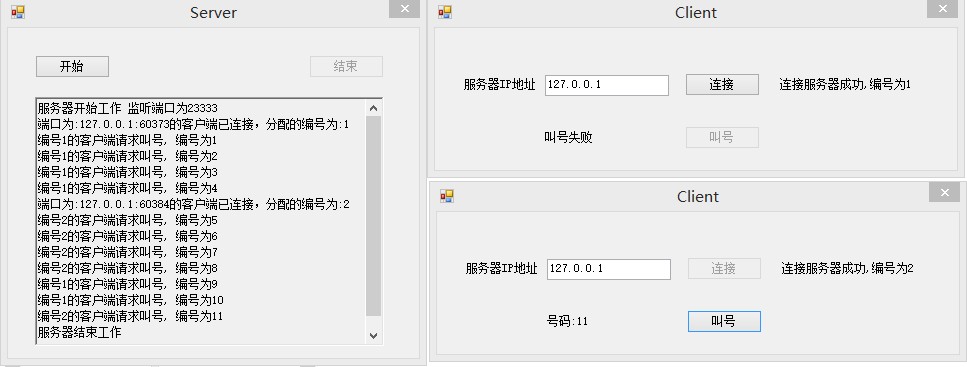 Server
开始
结束
服务器开始工作 监听端口为23333
端口为:127.0.0.1:60373的客户端已连接，分配的编号为:1
编号1的客户端请求叫号, 编号为1
编号1的客户端请求叫号, 编号为2
编号1的客户端请求叫号, 编号为3
编号1的客户端请求叫号, 编号为4
端口为:127.0.0.1:60384的客户端已连接，分配的编号为:2
编号2的客户端请求叫号, 编号为5
编号2的客户端请求叫号, 编号为6
编号2的客户端请求叫号, 编号为7
编号2的客户端请求叫号, 编号为8
编号1的客户端请求叫号, 编号为9
编号1的客户端请求叫号, 编号为10
编号2的客户端请求叫号, 编号为11
服务器结束工作
Client
服务器IP地址 127.0.0.1 连接 连接服务器成功,编号为1
叫号失败 叫号
Client
服务器IP地址 127.0.0.1 连接 连接服务器成功,编号为2
号码:11 叫号